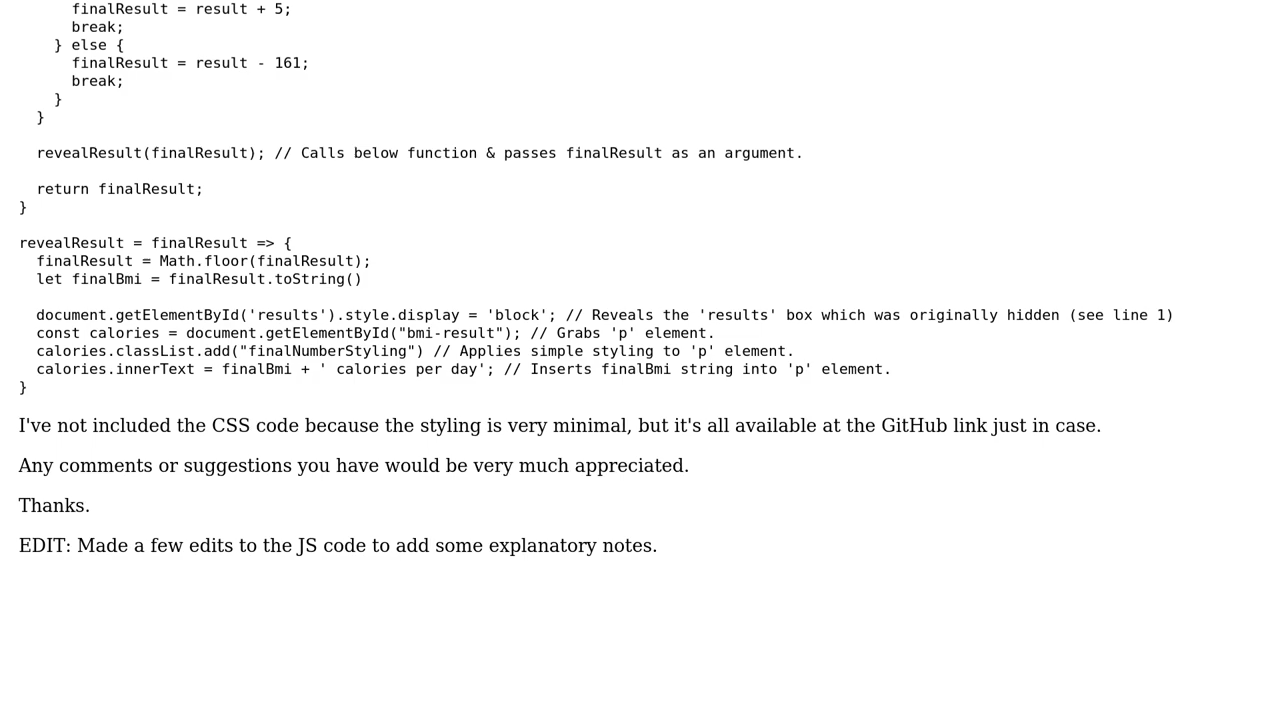 finalResult = result + 5;
      break;
    } else {
      finalResult = result - 161;
      break;
    }
  }

  revealResult(finalResult); // Calls below function & passes finalResult as an argument.

  return finalResult;
}

revealResult = finalResult => {
  finalResult = Math.floor(finalResult);
  let finalBmi = finalResult.toString()

  document.getElementById('results').style.display = 'block'; // Reveals the 'results' box which was originally hidden (see line 1)
  const calories = document.getElementById("bmi-result"); // Grabs 'p' element.
  calories.classList.add("finalNumberStyling") // Applies simple styling to 'p' element.
  calories.innerText = finalBmi + ' calories per day'; // Inserts finalBmi string into 'p' element.
}
I've not included the CSS code because the styling is very minimal, but it's all available at the GitHub link just in case.
Any comments or suggestions you have would be very much appreciated.
Thanks.
EDIT: Made a few edits to the JS code to add some explanatory notes.